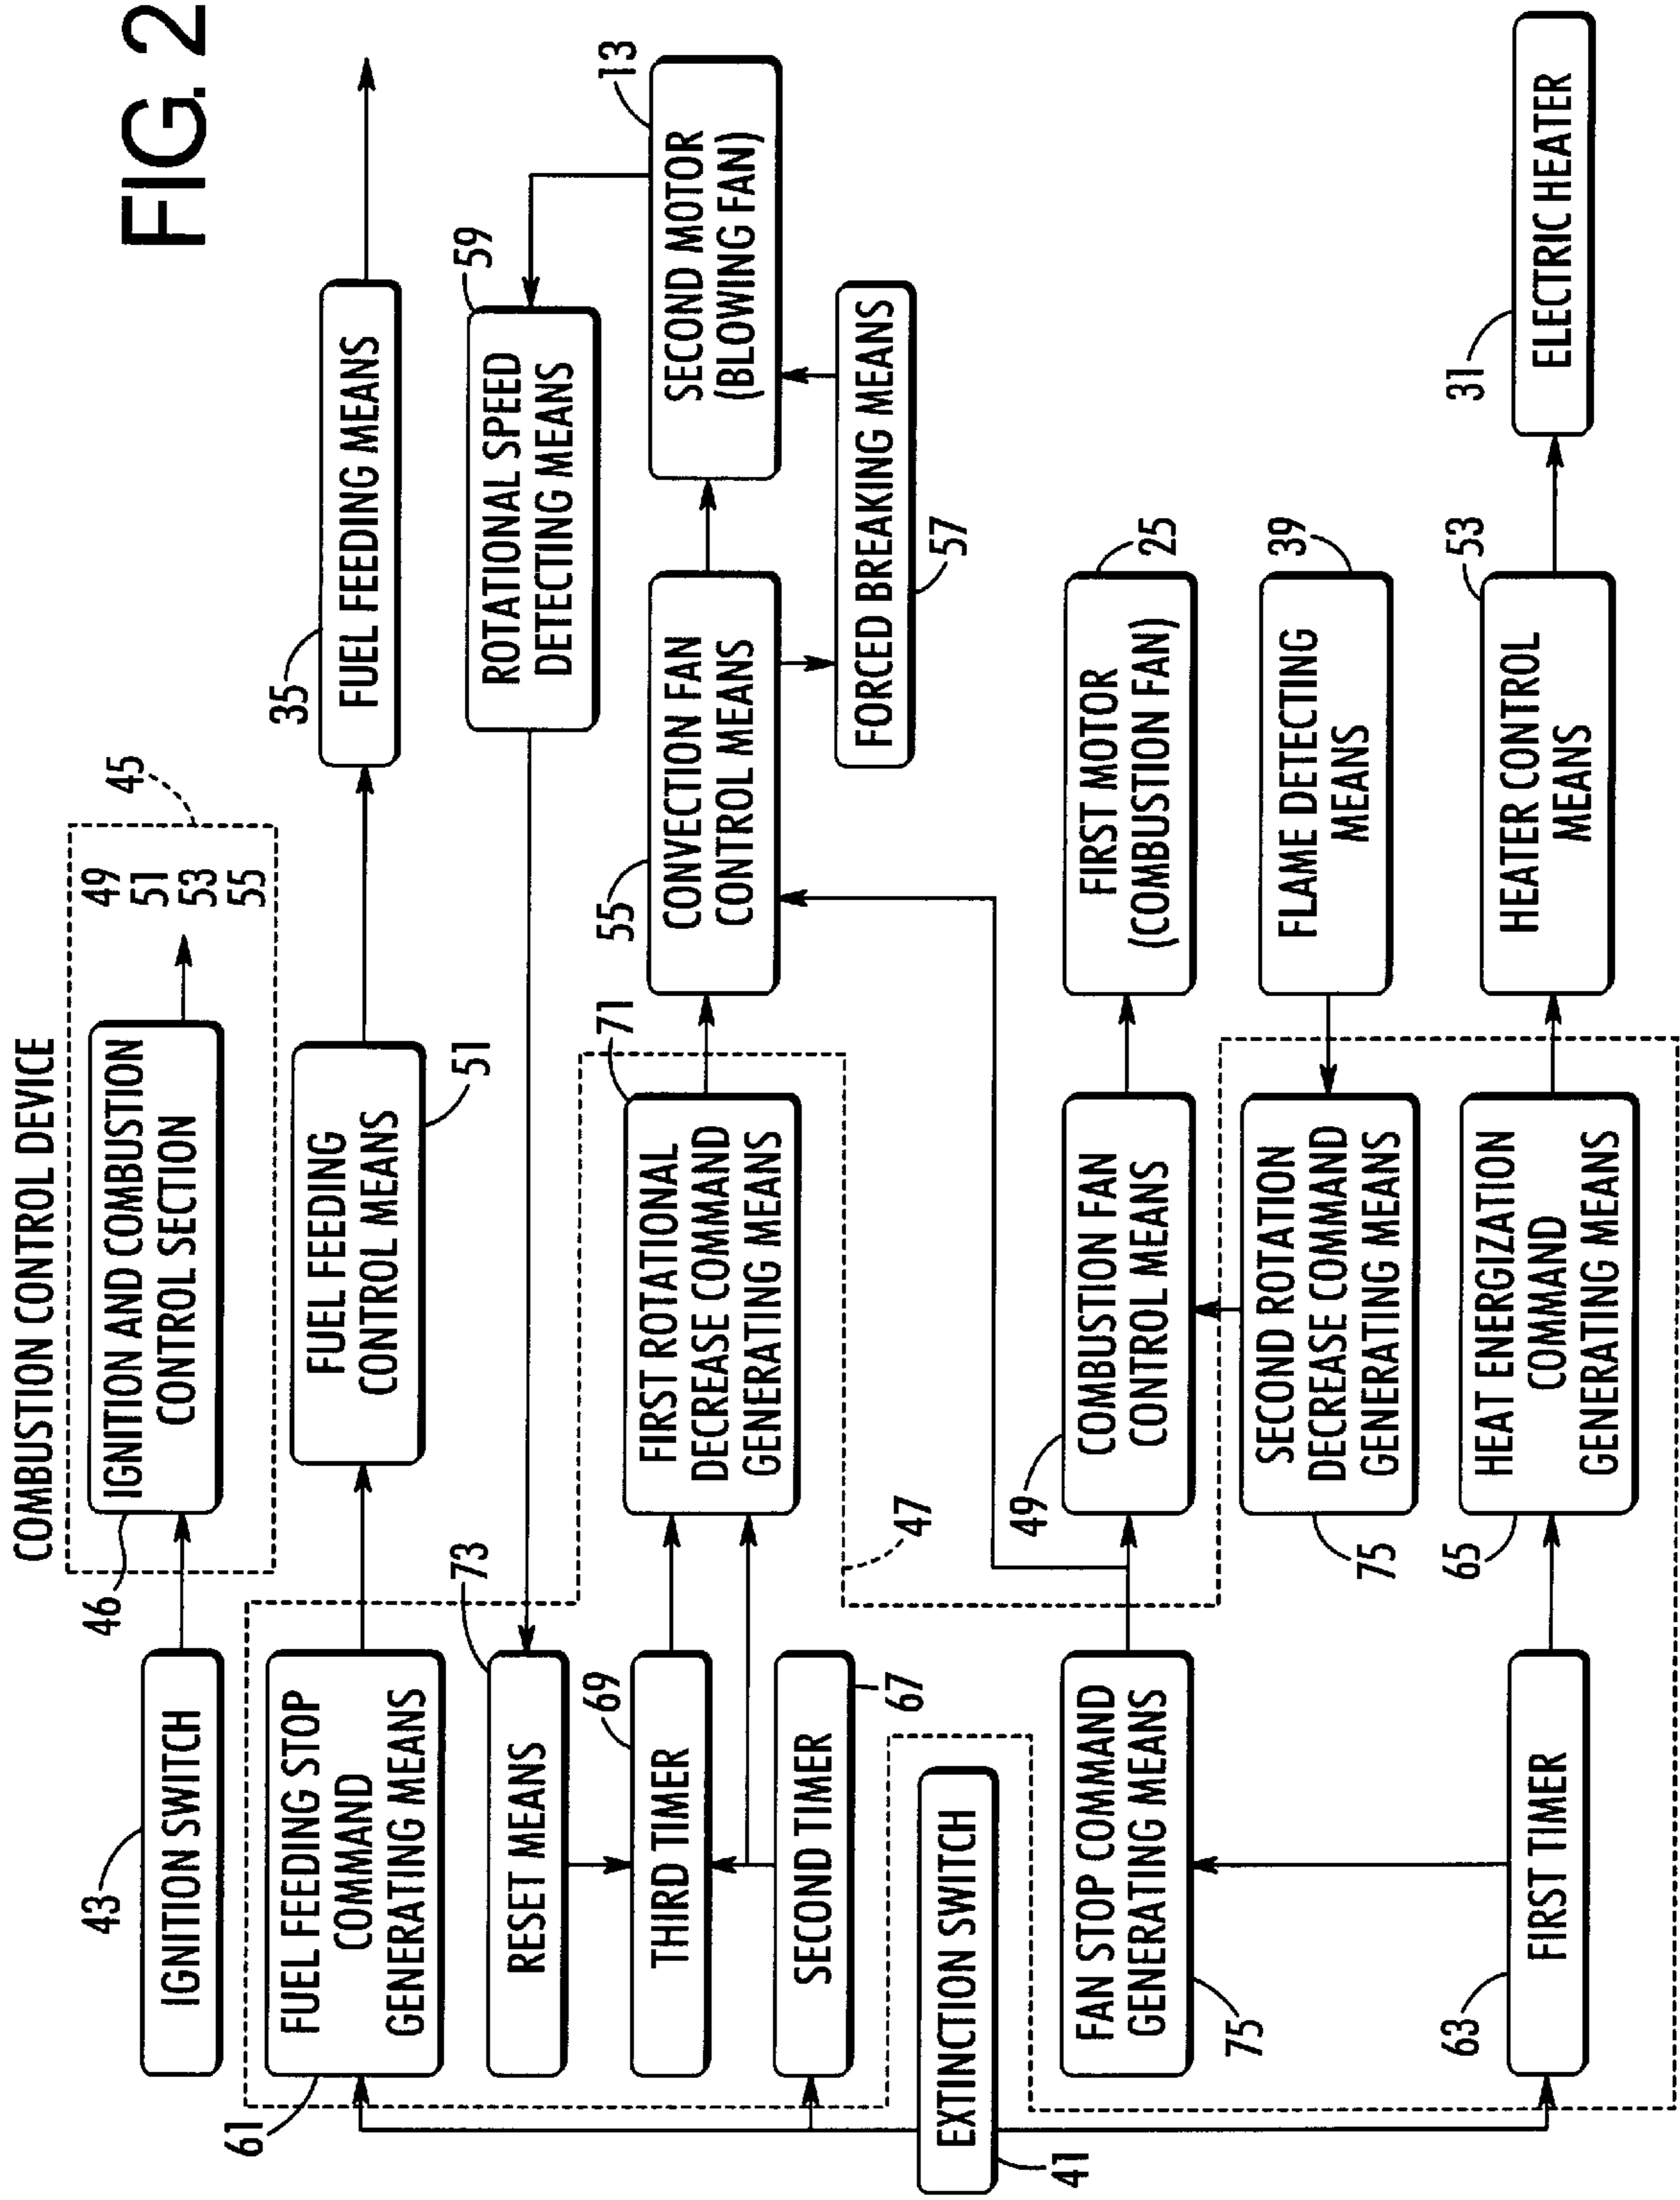 FIG. 2
COMBUSTION CONTROL DEVICE
45
49
51
53
55
46
IGNITION AND COMBUSTION
CONTROL SECTION
43
IGNITION SWITCH
35
FUEL FEEDING MEANS
FUEL FEEDING
CONTROL MEANS
51
FUEL FEEDING STOP
COMMAND
GENERATING MEANS
61
59
ROTATIONAL SPEED
DETECTING MEANS
73
RESET MEANS
13
SECOND MOTOR
(BLOWING FAN)
55
CONVECTION FAN
CONTROL MEANS
71
FIRST ROTATIONAL
DECREASE COMMAND
GENERATING MEANS
69
THIRD TIMER
FORCED BREAKING MEANS
57
SECOND TIMER
67
47
EXTINCTION SWITCH
41
FIRST MOTOR
(COMBUSTION FAN)
25
49
COMBUSTION FAN
CONTROL MEANS
FAN STOP COMMAND
GENERATING MEANS
75
FLAME DETECTING
MEANS
39
SECOND ROTATION
DECREASE COMMAND
GENERATING MEANS
75
31
ELECTRIC HEATER
53
HEATER CONTROL
MEANS
65
HEAT ENERGIZATION
COMMAND
GENERATING MEANS
63
FIRST TIMER